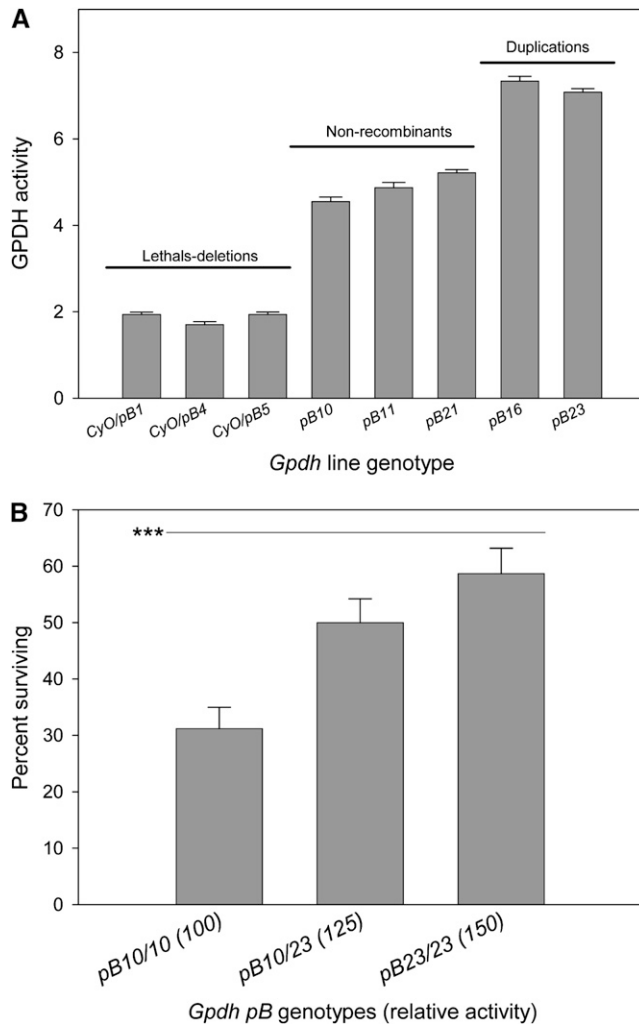 A
8
6
4
2
0
GPDH activity
Duplications
Non-recombinants
Lethals-deletions
CyO/pB1 CyO/pB4 CyO/pB5 pB10 pB11 pB21 pB16 pB23
Gpdh line genotype
B
70
60
50
40
30
20
10
0
Percent surviving
***
pB10/10 (100) pB10/23 (125) pB23/23 (150)
Gpdh pB genotypes (relative activity)